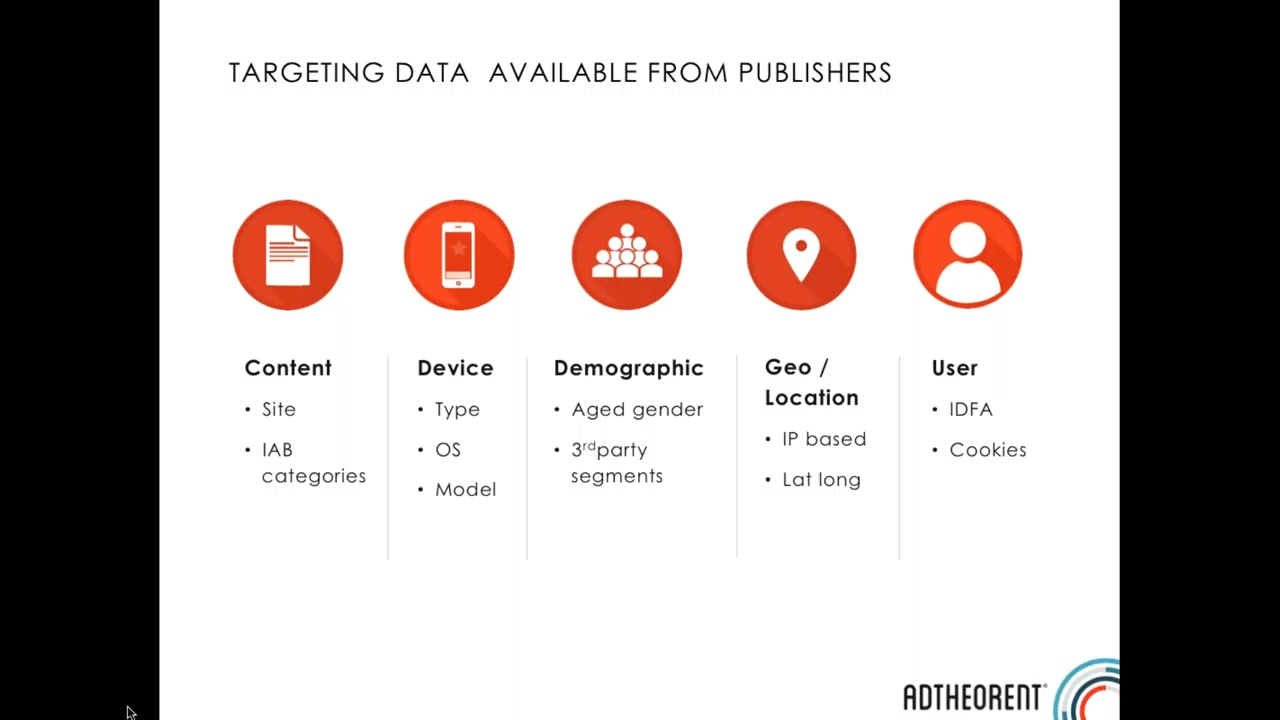 TARGETING DATA AVAILABLE FROM PUBLISHERS
Content
• Site
• IAB
categories
Device
• Type
• OS
• Model
Demographic
• Aged gender
• 3rdparty
segments
Geo /
Location
• IP based
• Lat long
User
• IDFA
• Cookies
ADTHEORENT®